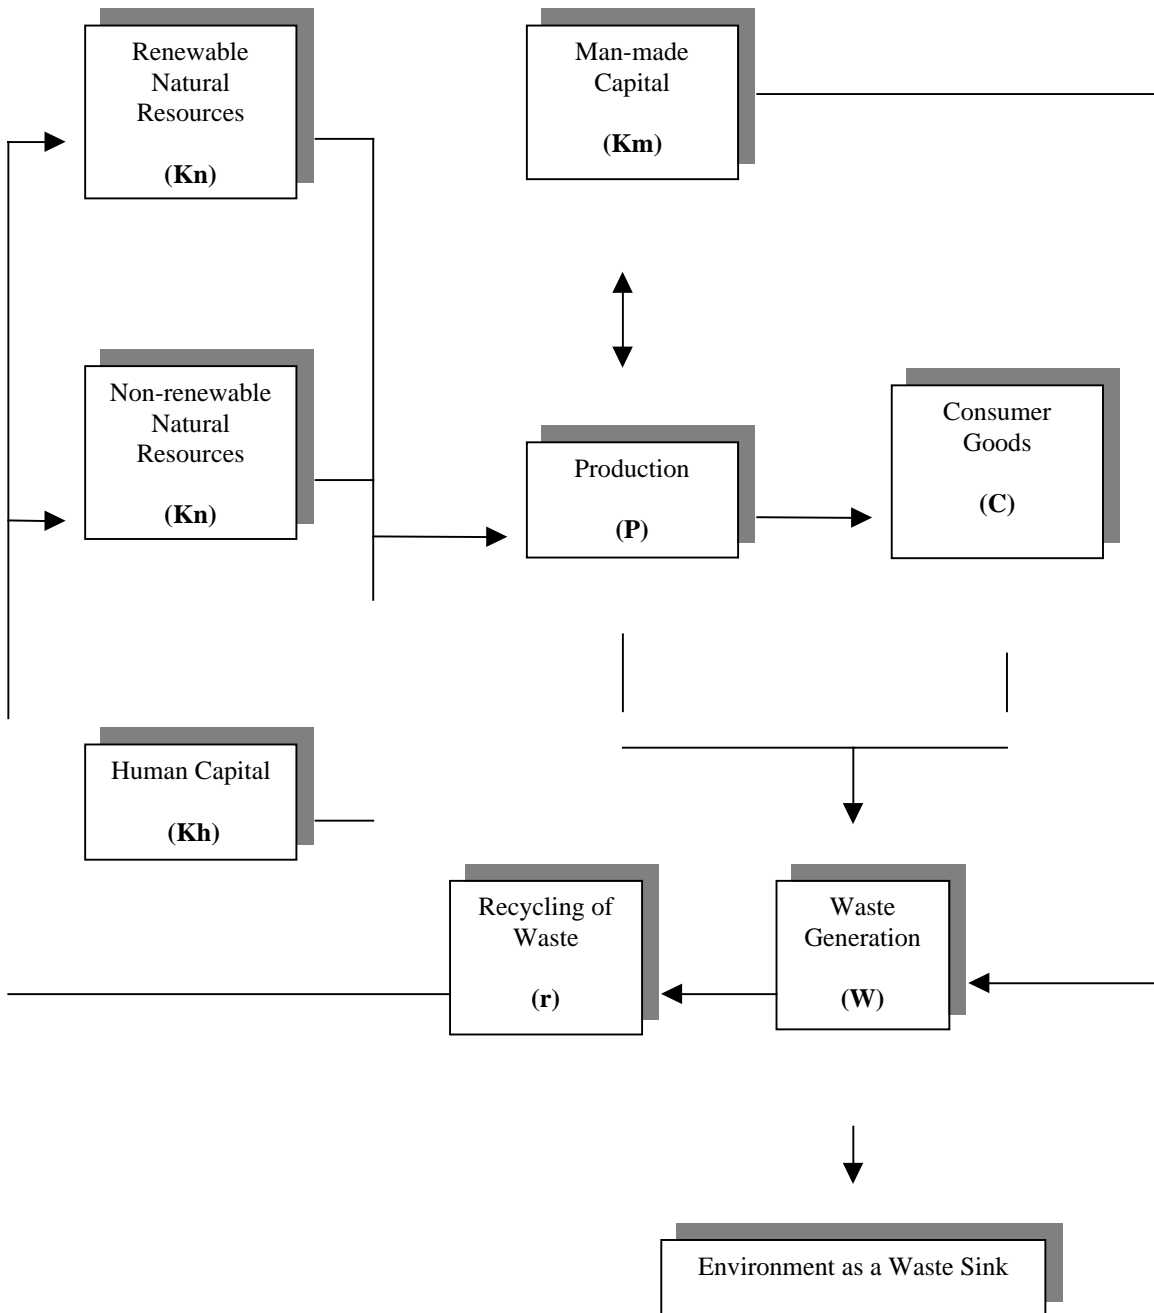 Renewable
Natural
Resources
(Kn)
Man-made
Capital
(Km)
Non-renewable
Natural
Resources
(Kn)
Production
(P)
Consumer
Goods
(C)
Human Capital
(Kh)
Recycling of
Waste
(r)
Waste
Generation
(W)
Environment as a Waste Sink